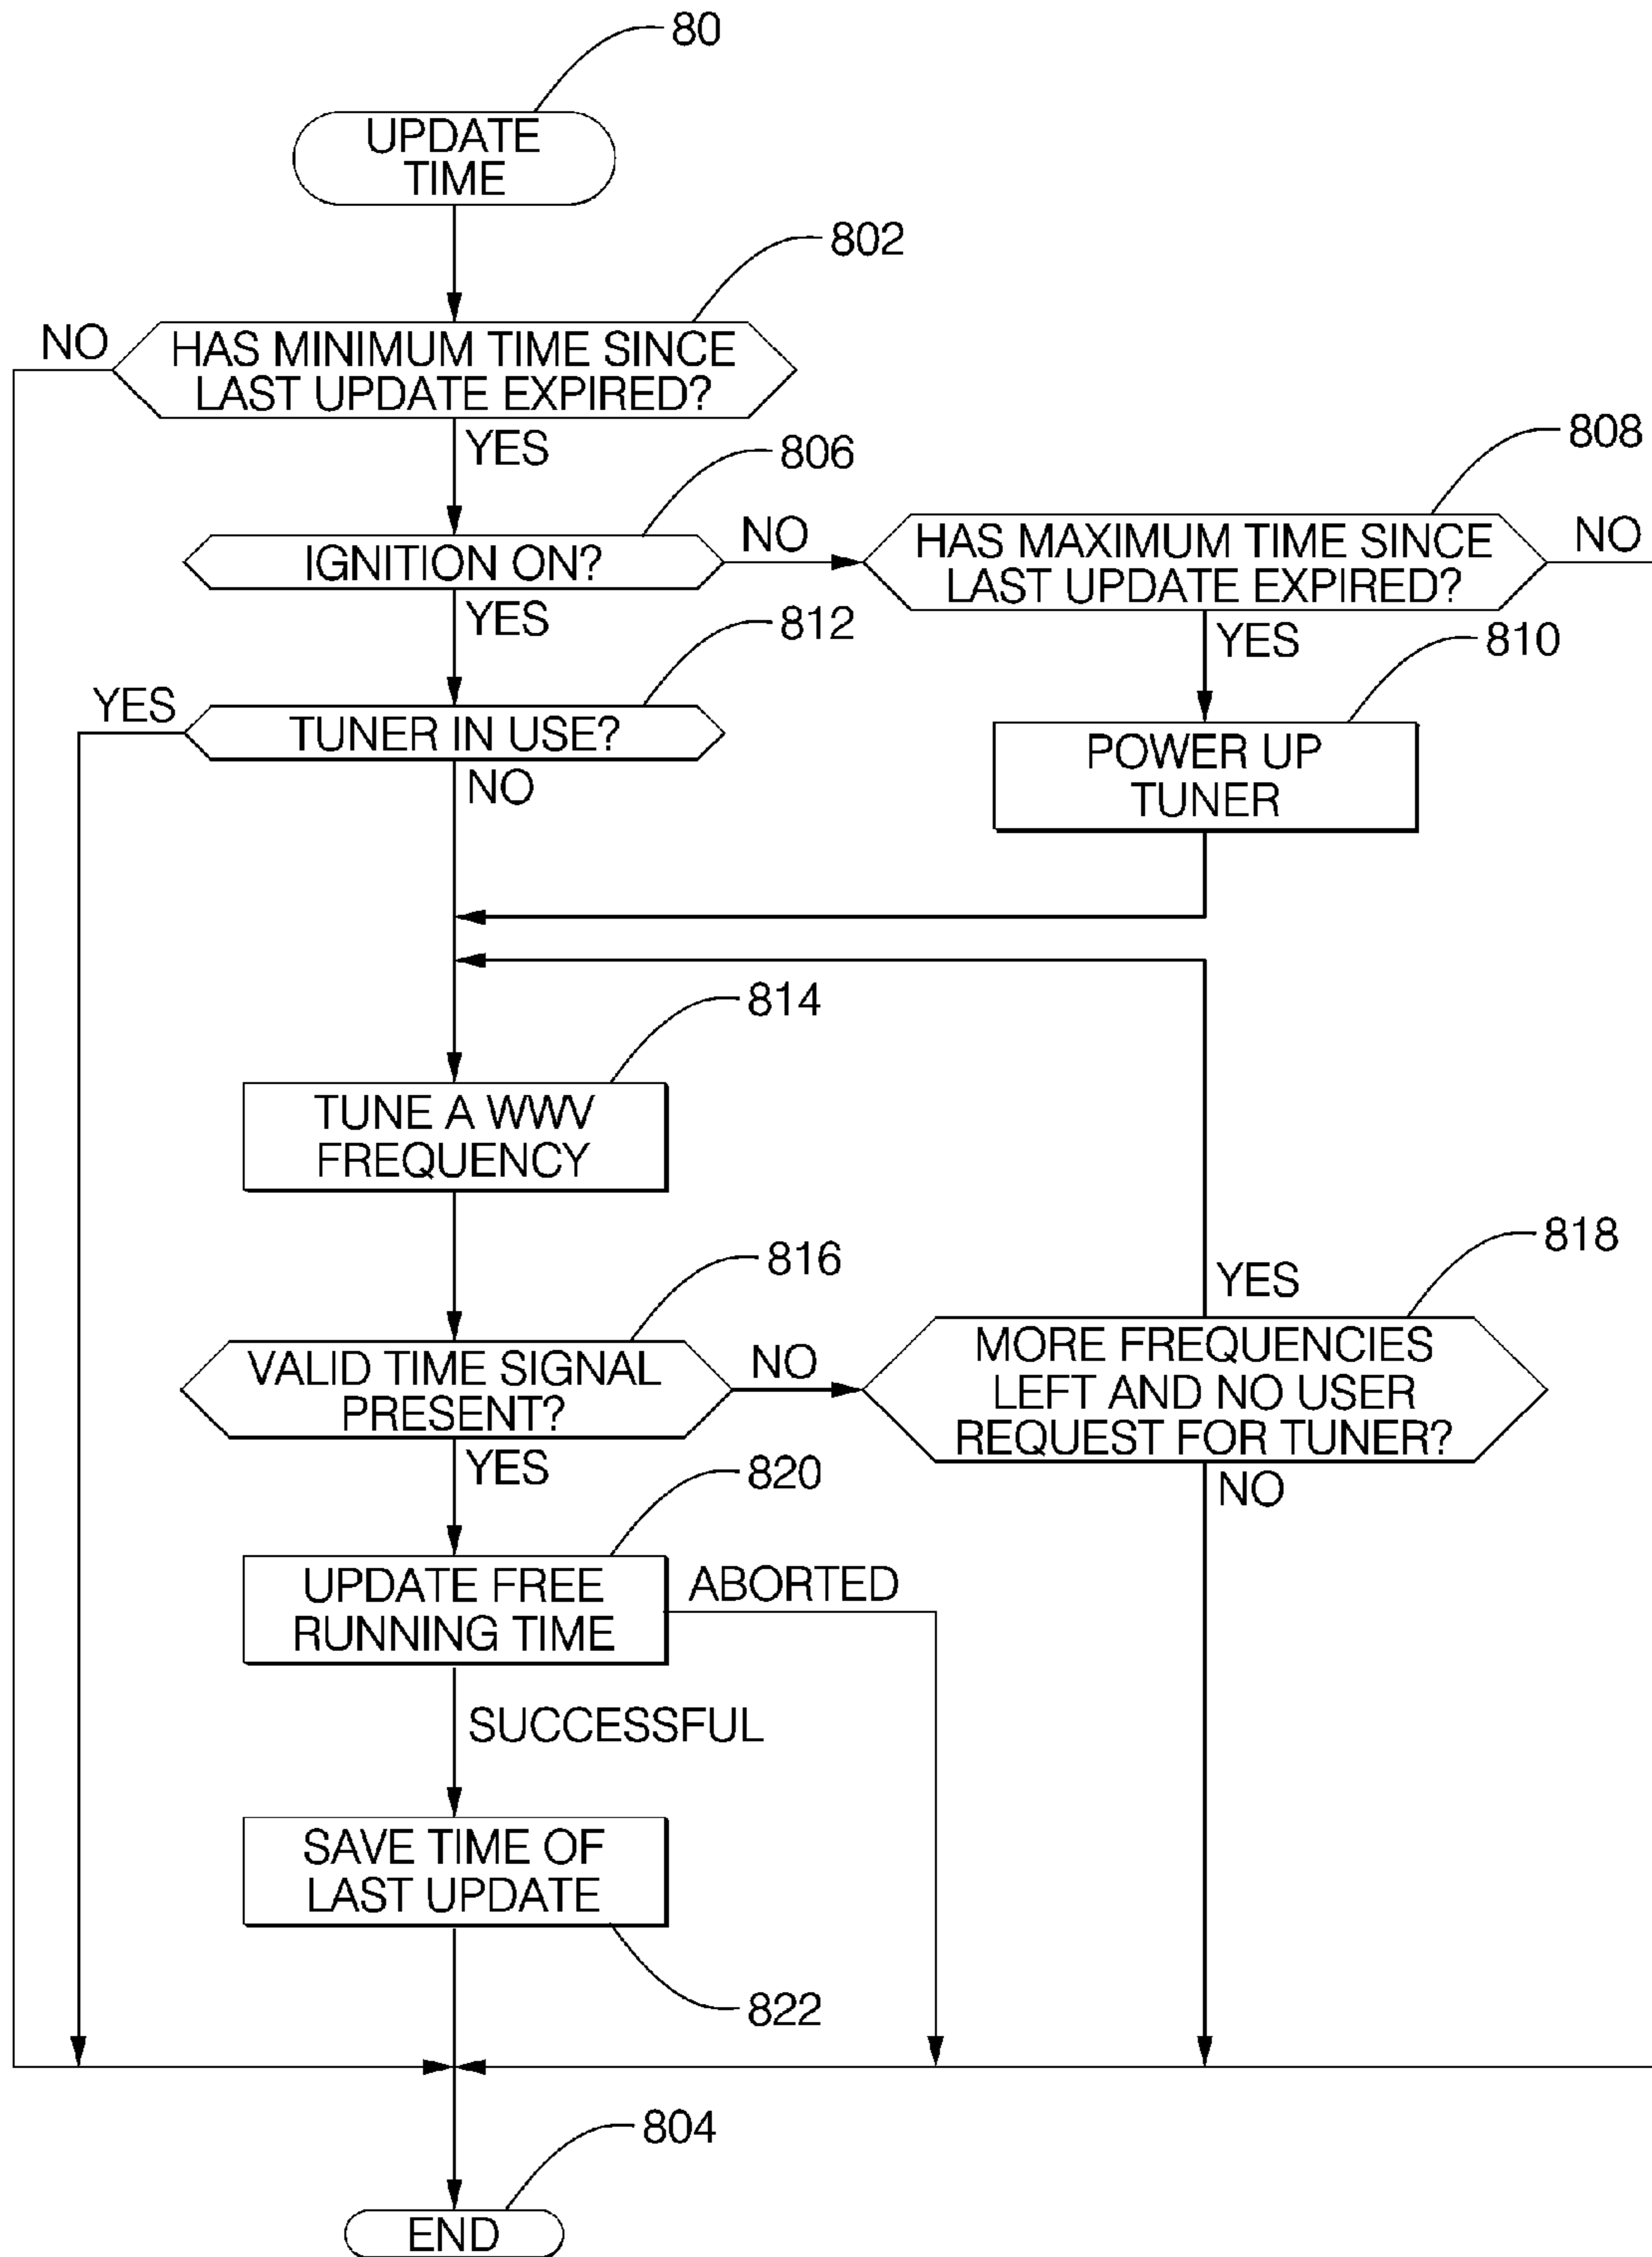 80
UPDATE
TIME
802
NO
HAS MINIMUM TIME SINCE
LAST UPDATE EXPIRED?
YES
806
808
IGNITION ON?
NO
HAS MAXIMUM TIME SINCE
LAST UPDATE EXPIRED?
NO
YES
812
YES
810
YES
TUNER IN USE?
NO
POWER UP
TUNER
814
TUNE A WWV
FREQUENCY
816
818
YES
VALID TIME SIGNAL
PRESENT?
NO
MORE FREQUENCIES
LEFT AND NO USER
REQUEST FOR TUNER?
YES
820
NO
UPDATE FREE
RUNNING TIME
ABORTED
SUCCESSFUL
SAVE TIME OF
LAST UPDATE
822
804
END